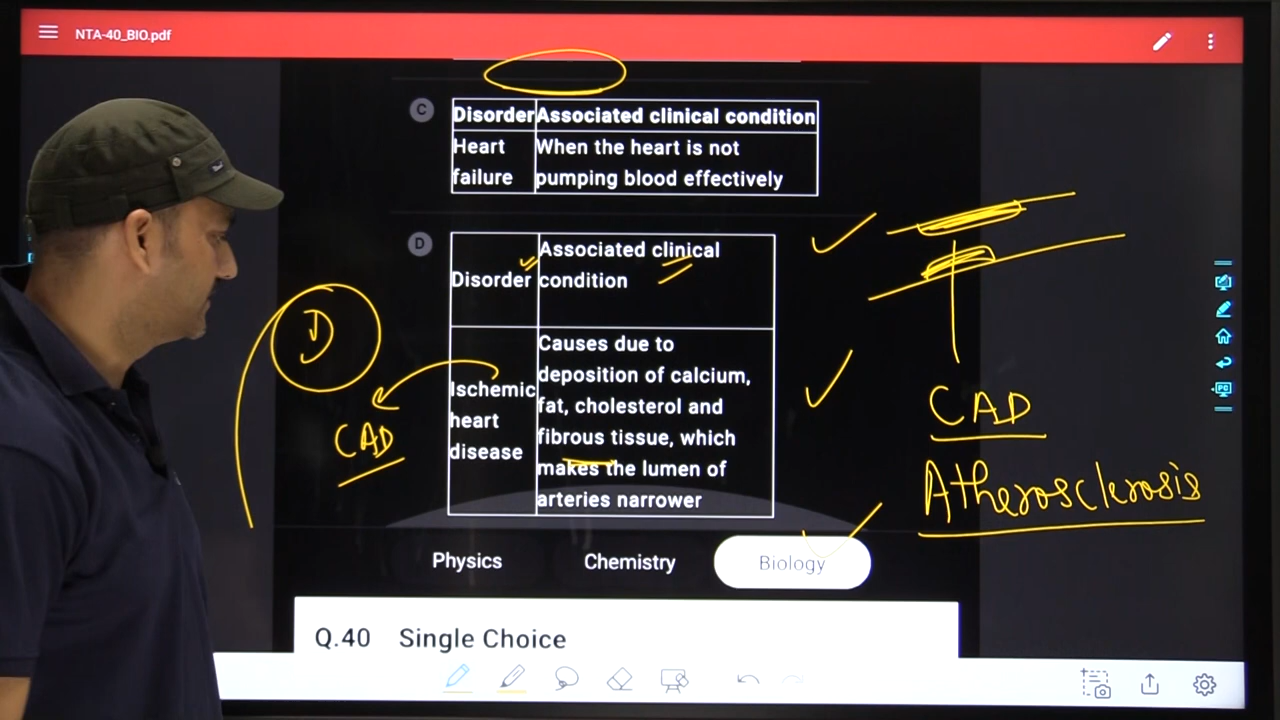 NTA-40_BIO.pdf
C
Disorder Associated clinical condition
Heart failure When the heart is not pumping blood effectively
D
Disorder Associated clinical condition
Ischemic heart disease Causes due to deposition of calcium, fat, cholesterol and fibrous tissue, which makes the lumen of arteries narrower
D
CAD
CAD
Atherosclerosis
Physics Chemistry Biology
Q.40 Single Choice
PC